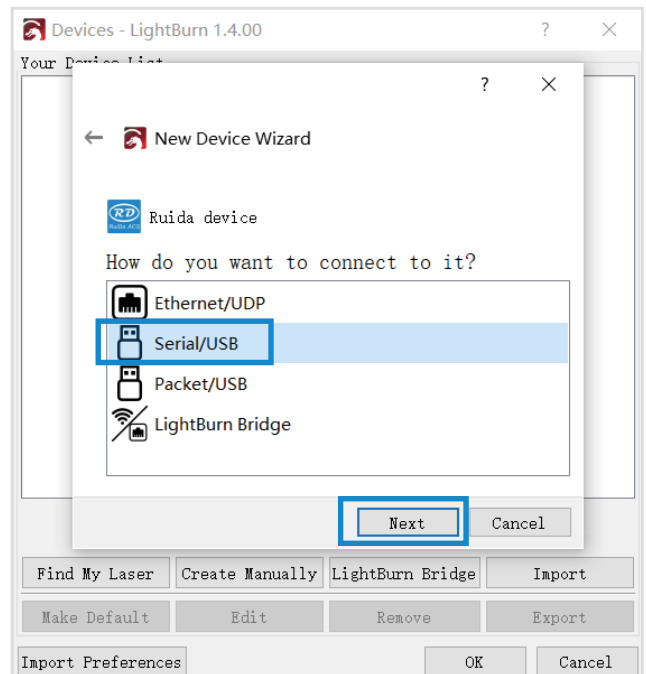 Devices - LightBurn 1.4.00
Your Device List
New Device Wizard
RD
Ruida device
How do you want to connect to it?
Ethernet/UDP
Serial/USB
Packet/USB
LightBurn Bridge
Next Cancel
Find My Laser Create Manually LightBurn Bridge Import
Make Default Edit Remove Export
Import Preferences OK Cancel